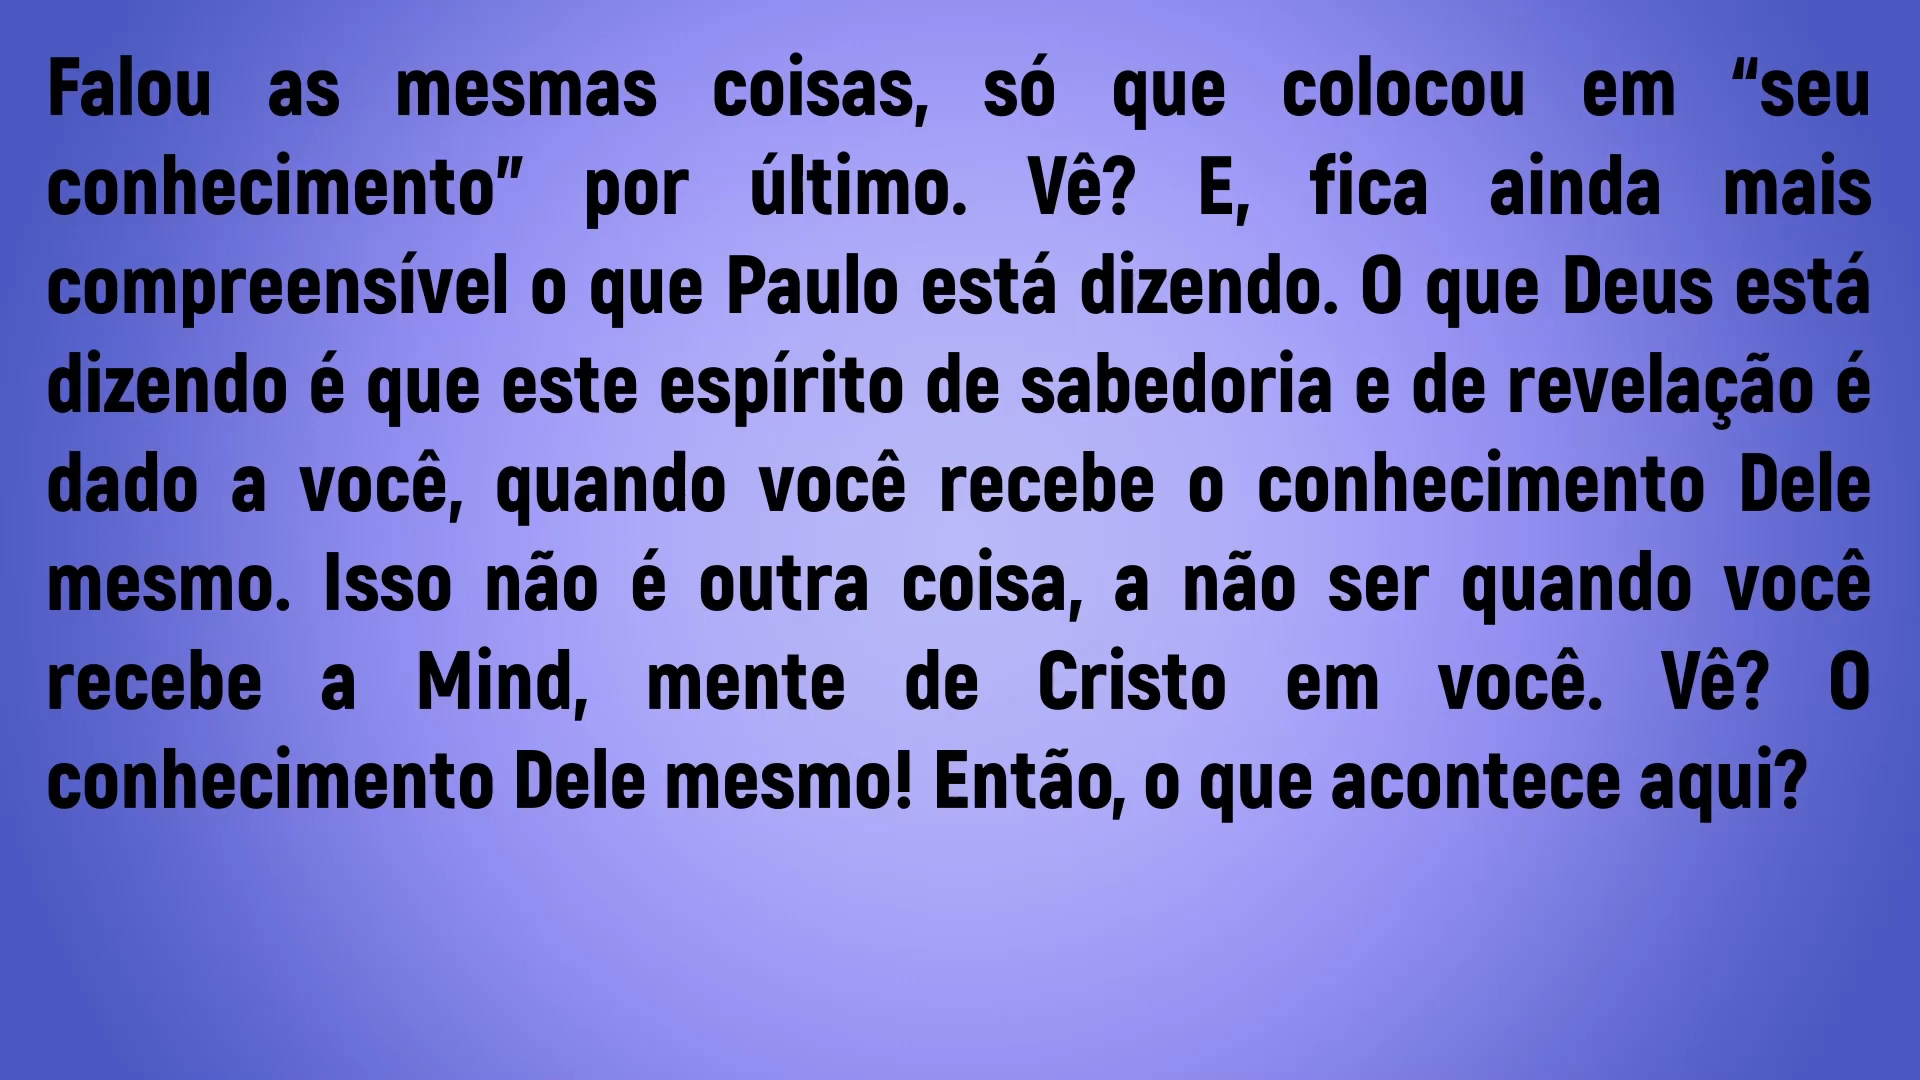 Falou as mesmas coisas, só que colocou em “seu
conhecimento” por último. Vê? E, fica ainda mais
compreensível o que Paulo está dizendo. O que Deus está
dizendo é que este espírito de sabedoria e de revelação é
dado a você, quando você recebe o conhecimento Dele
mesmo. Isso não é outra coisa, a não ser quando você
recebe a Mind, mente de Cristo em você. Vê? O
conhecimento Dele mesmo! Então, o que acontece aqui?